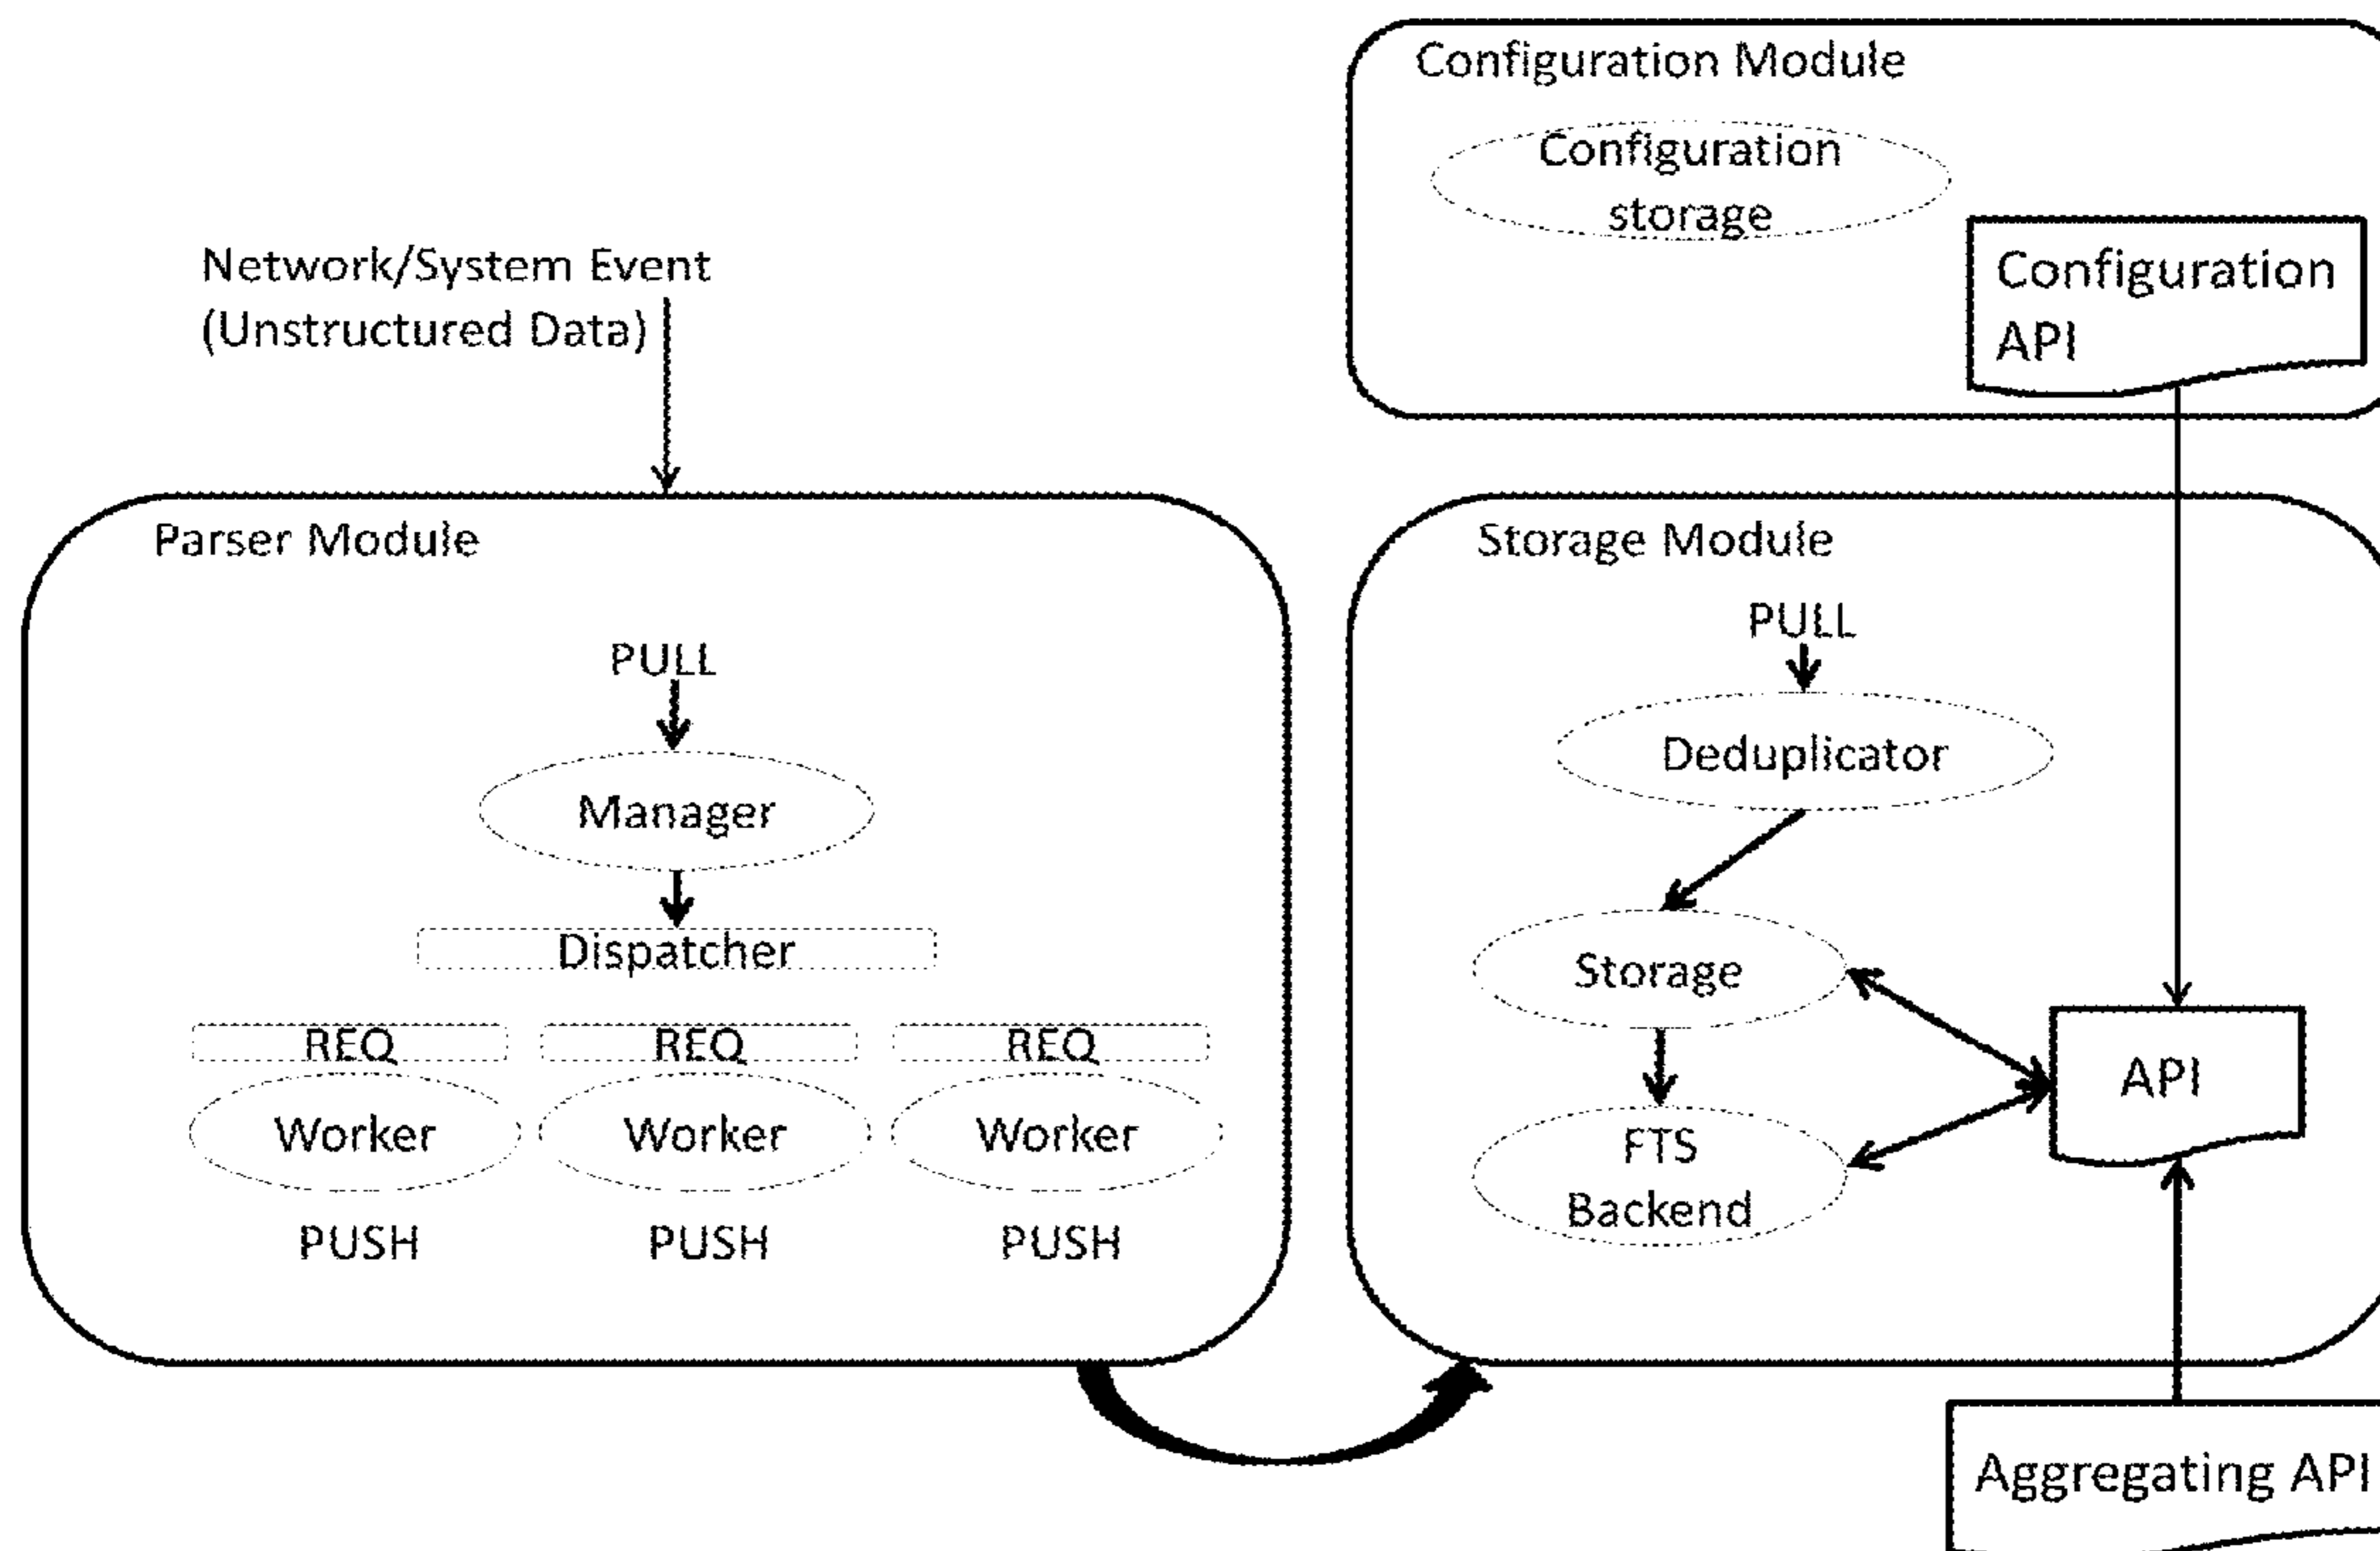 Configuration Module
Configuration
storage
Configuration
API
Network/System Event
(Unstructured Data)
Parser Module
PULL
Manager
Dispatcher
REQ REQ REQ
Worker Worker Worker
PUSH PUSH PUSH
Storage Module
PULL
Deduplicator
Storage
FTS
Backend
API
Aggregating API